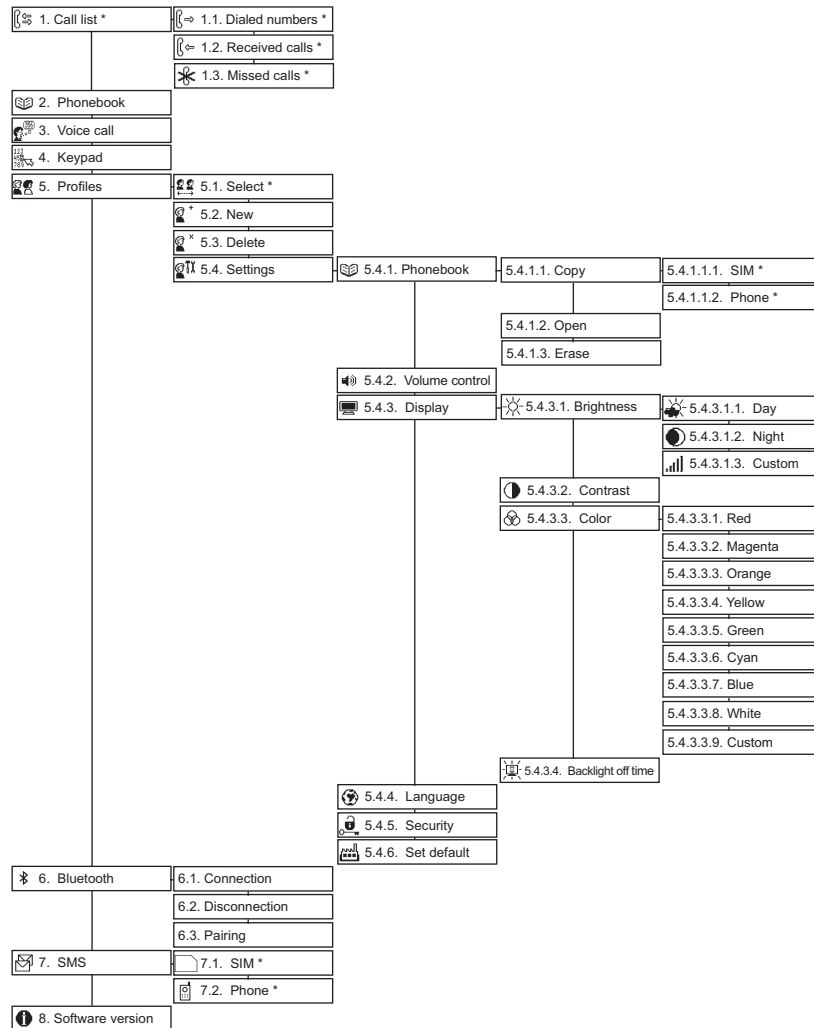 1. Call list * 1.1. Dialed numbers *
1.2. Received calls *
1.3. Missed calls *
2. Phonebook
3. Voice call
4. Keypad
5. Profiles 5.1. Select *
5.2. New
5.3. Delete
5.4. Settings 5.4.1. Phonebook 5.4.1.1. Copy 5.4.1.1.1. SIM *
5.4.1.1.2. Phone *
5.4.1.2. Open
5.4.1.3. Erase
5.4.2. Volume control
5.4.3. Display 5.4.3.1. Brightness 5.4.3.1.1. Day
5.4.3.1.2. Night
5.4.3.1.3. Custom
5.4.3.2. Contrast
5.4.3.3. Color 5.4.3.3.1. Red
5.4.3.3.2. Magenta
5.4.3.3.3. Orange
5.4.3.3.4. Yellow
5.4.3.3.5. Green
5.4.3.3.6. Cyan
5.4.3.3.7. Blue
5.4.3.3.8. White
5.4.3.3.9. Custom
5.4.3.4. Backlight off time
5.4.4. Language
5.4.5. Security
5.4.6. Set default
6. Bluetooth 6.1. Connection
6.2. Disconnection
6.3. Pairing
7. SMS 7.1. SIM *
7.2. Phone *
8. Software version